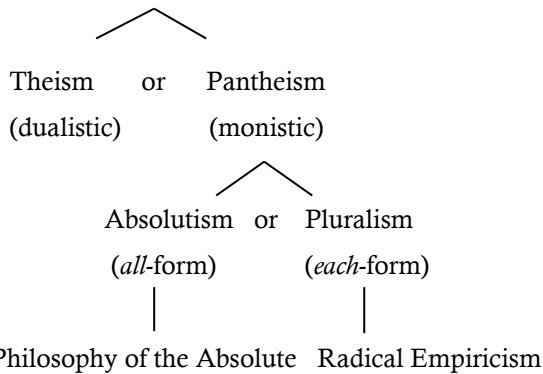 Theism or Pantheism
(dualistic) (monistic)
Absolutism or Pluralism
(all-form) (each-form)
Philosophy of the Absolute Radical Empiricism